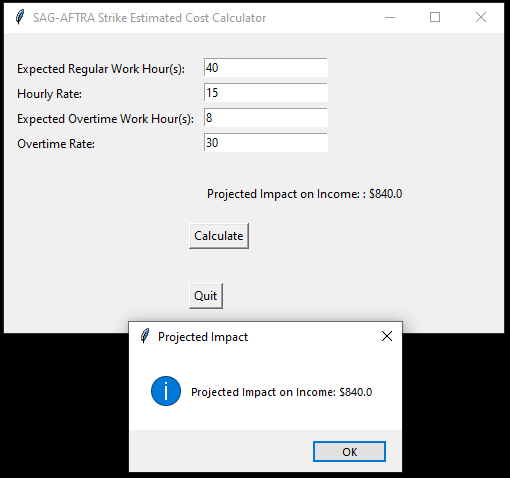 SAG-AFTRA Strike Estimated Cost Calculator
Expected Regular Work Hour(s): 40
Hourly Rate: 15
Expected Overtime Work Hour(s): 8
Overtime Rate: 30
Projected Impact on Income: : $840.0
Calculate
Quit
Projected Impact
Projected Impact on Income: $840.0
OK